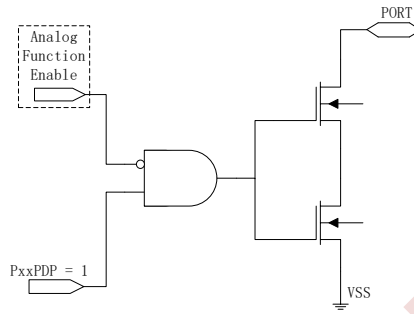 PORT
Analog
Function
Enable
PxxPDP = 1
VSS